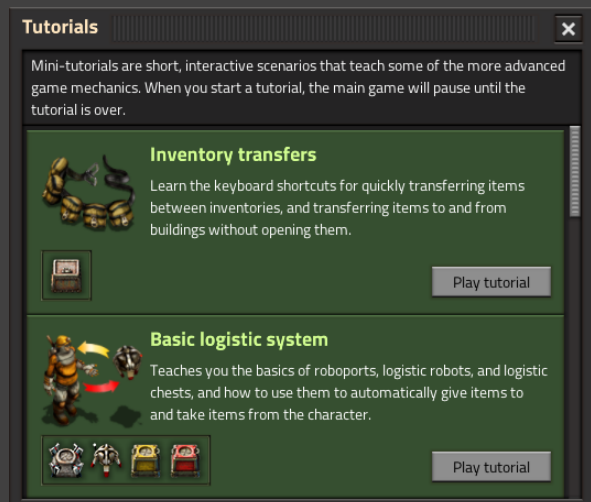 Tutorials
Mini-tutorials are short, interactive scenarios that teach some of the more advanced
game mechanics. When you start a tutorial, the main game will pause until the
tutorial is over.
Inventory transfers
Learn the keyboard shortcuts for quickly transferring items
between inventories, and transferring items to and from
buildings without opening them.
Play tutorial
Basic logistic system
Teaches you the basics of roboports, logistic robots, and logistic
chests, and how to use them to automatically give items to
and take items from the character.
Play tutorial